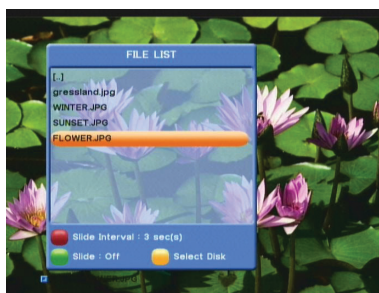 FILE LIST
[..]
gressland.jpg
WINTER.JPG
SUNSET.JPG
FLOWER.JPG
Slide Interval : 3 sec(s)
Slide : Off
Select Disk